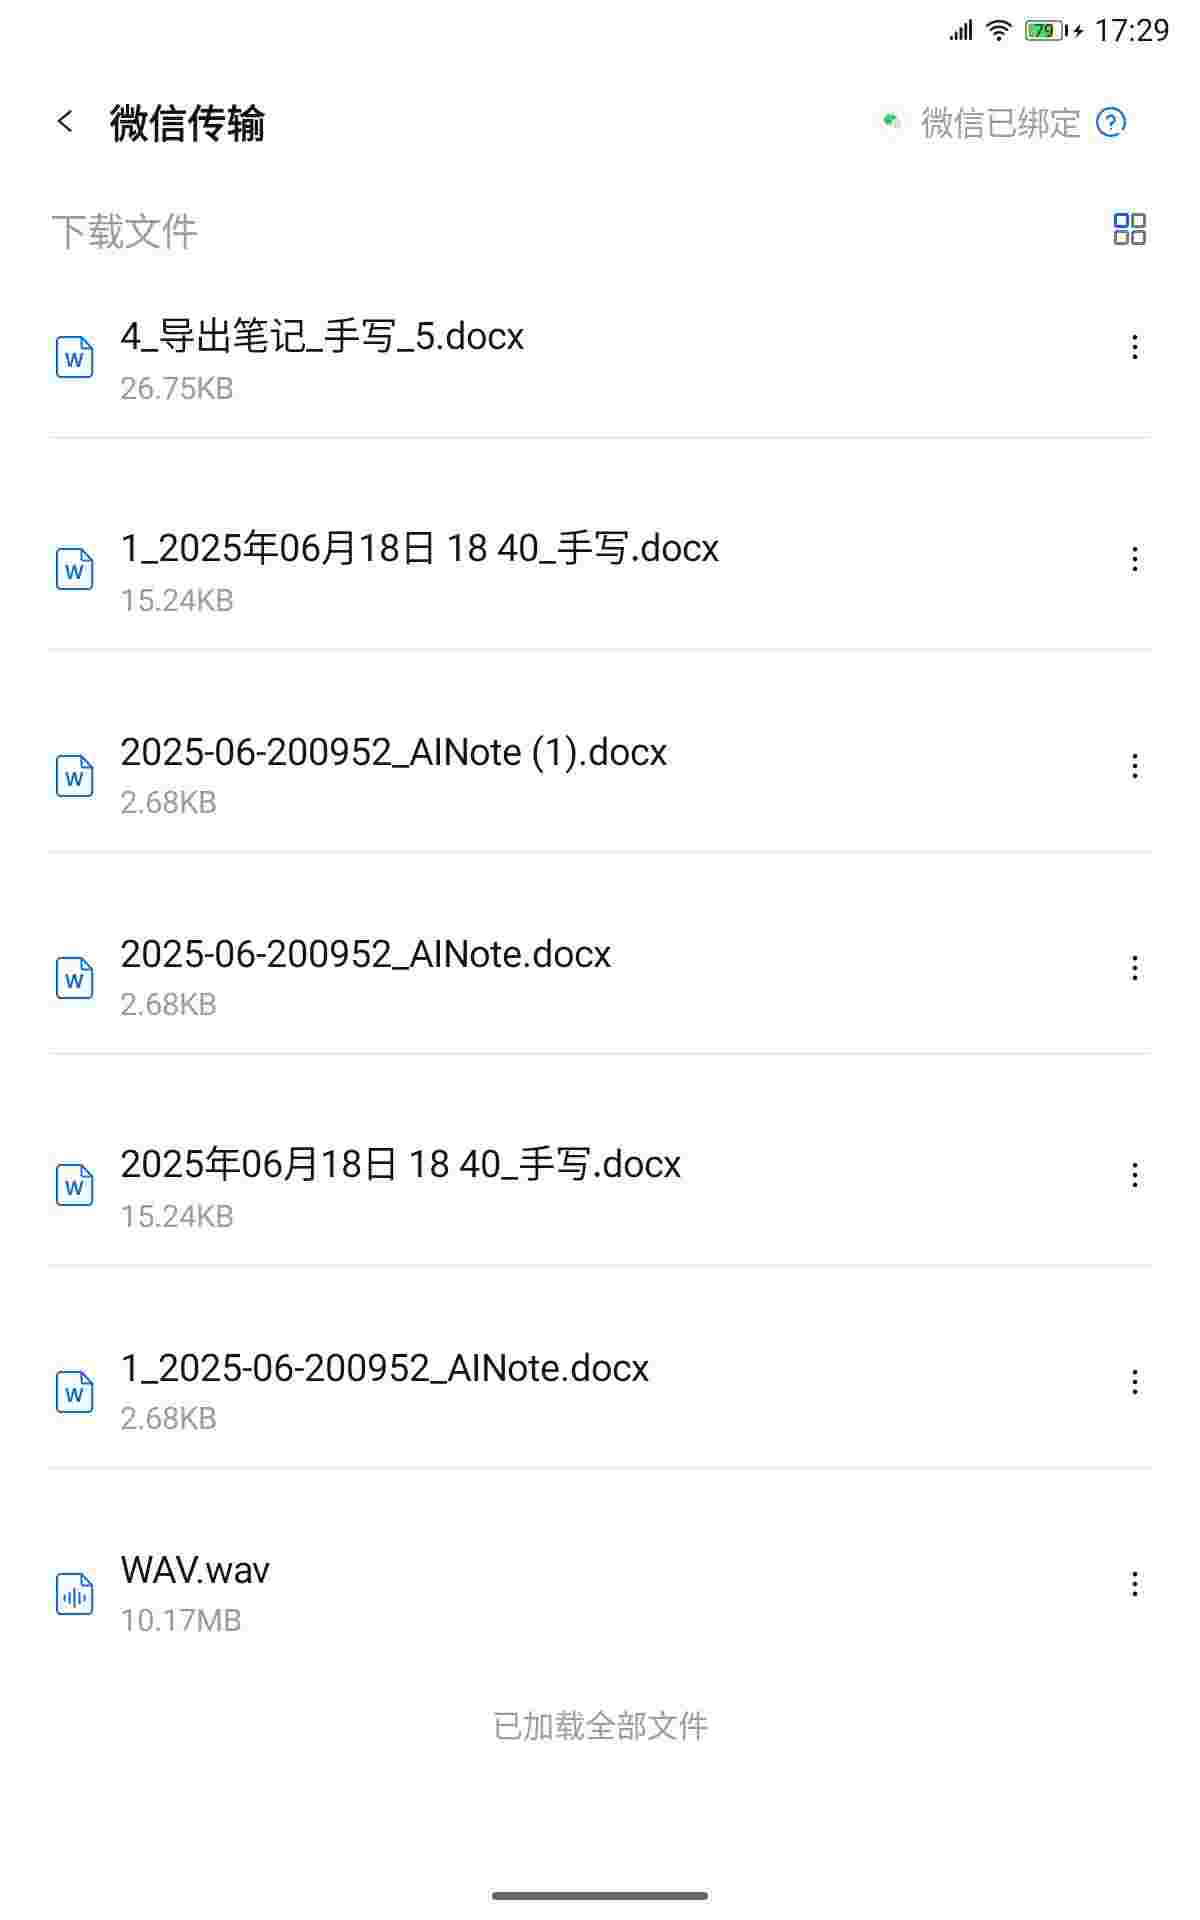 79 17:29
微信传输
微信已绑定 ?
下载文件
4_导出笔记_手写_5.docx
W
26.75KB
1_2025年06月18日 18 40_手写.docx
W
15.24KB
2025-06-200952_AINote (1).docx
W
2.68KB
2025-06-200952_AINote.docx
W
2.68KB
2025年06月18日 18 40_手写.docx
W
15.24KB
1_2025-06-200952_AINote.docx
W
2.68KB
WAV.wav
10.17MB
已加载全部文件